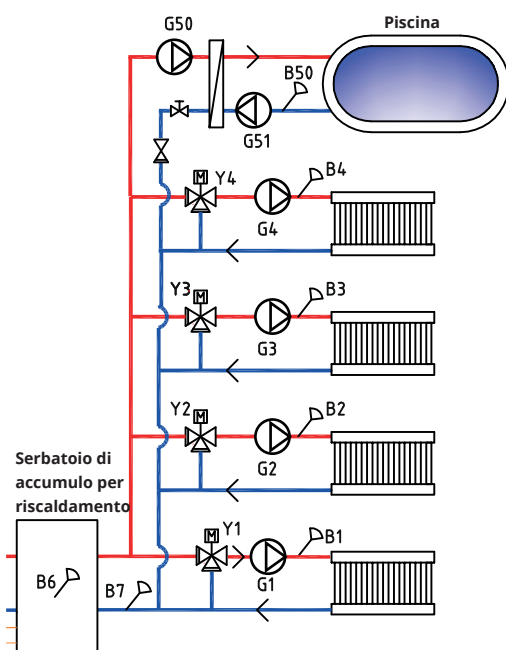 Piscina
G50
B50
G51
B4
Y4
G4
Y3
B3
G3
Y2
B2
G2
Serbatoio di
accumulo per
riscaldamento
Y1
B1
G1
B6
B7
M
M
M
M